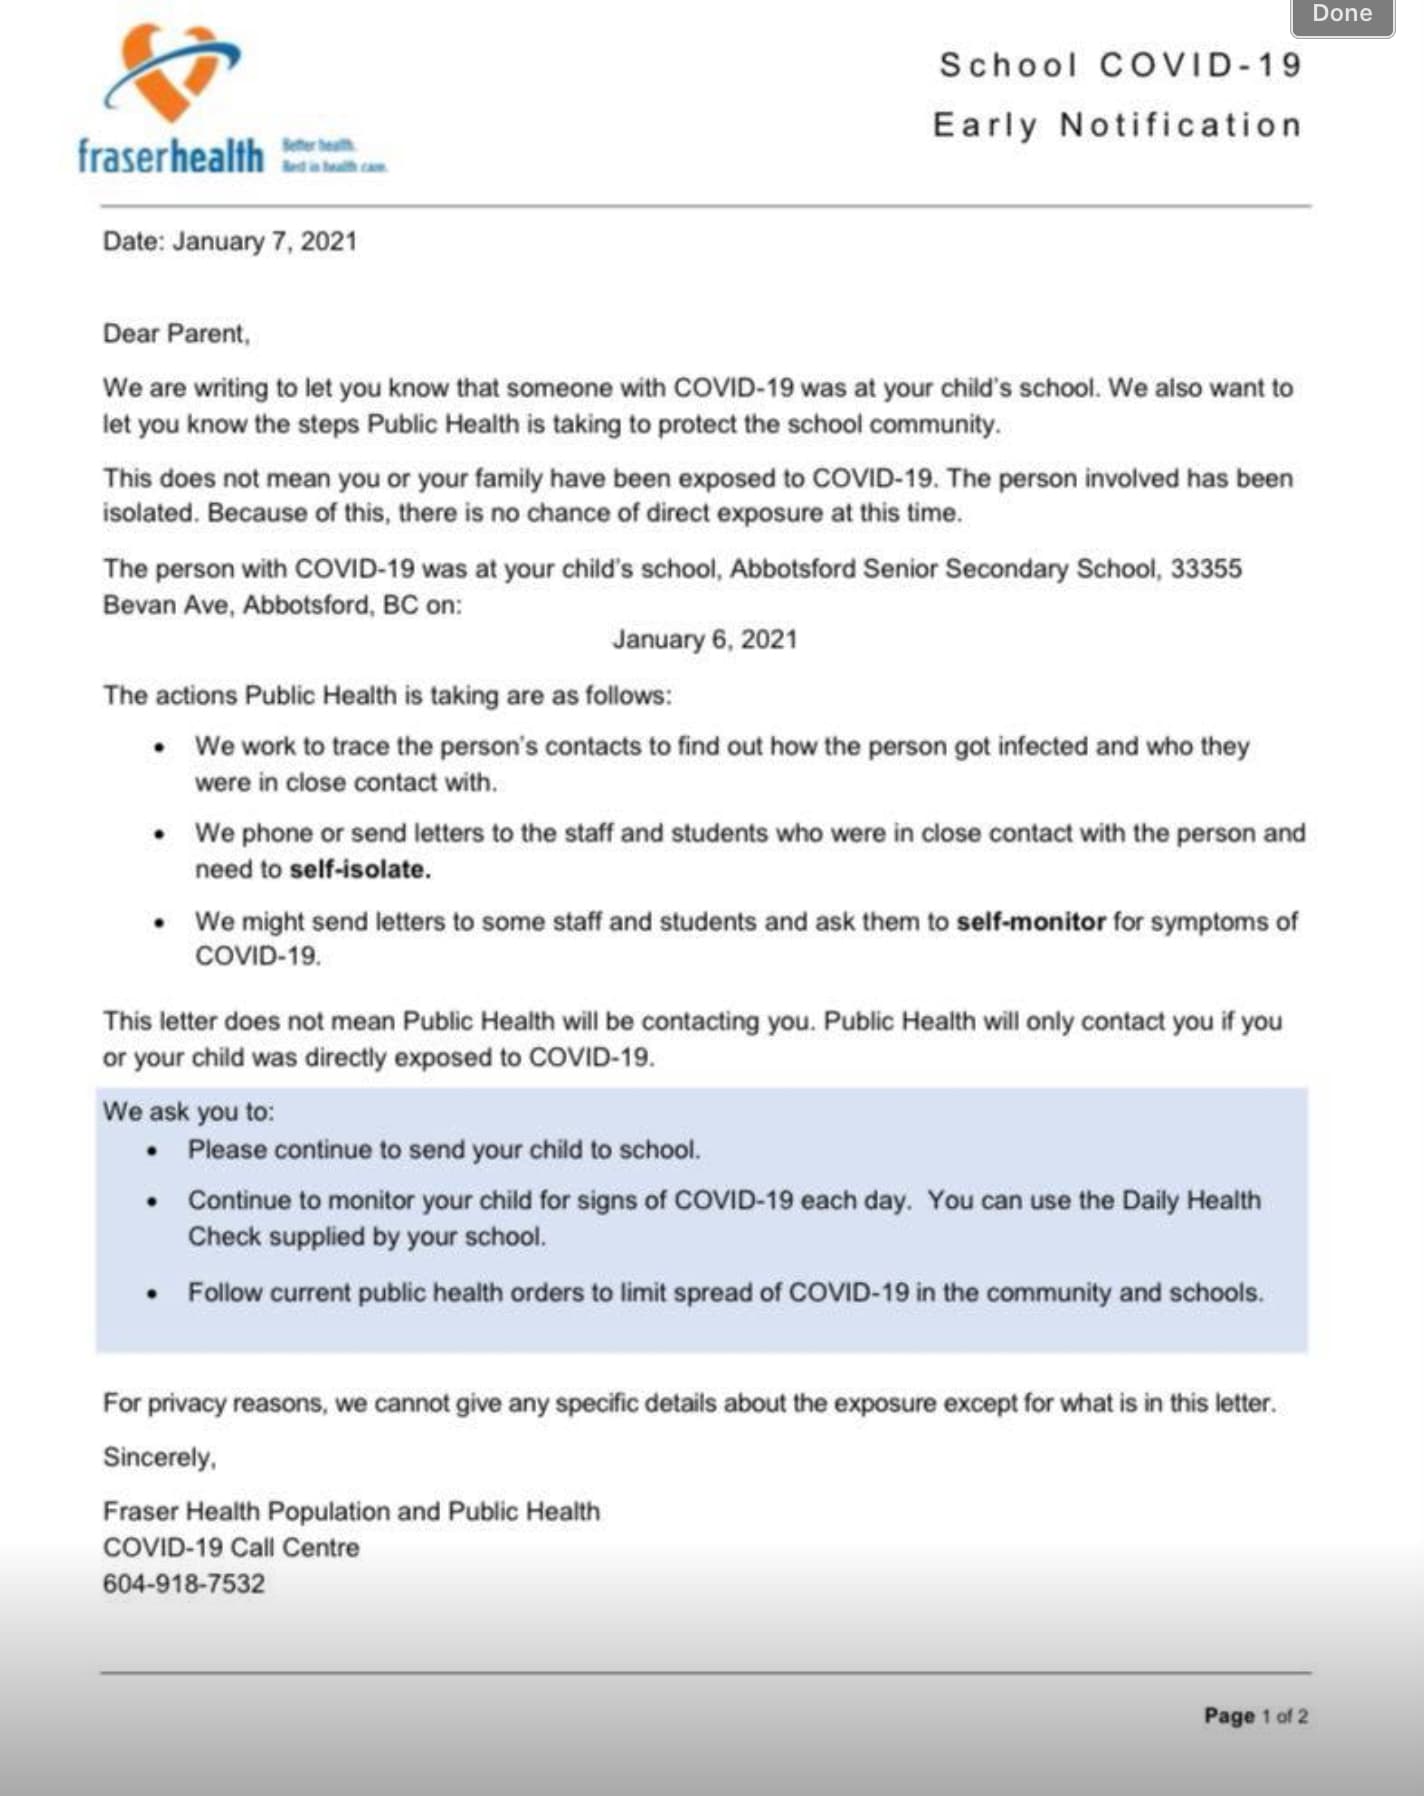 Done
fraserhealth Better health.
Best in health care.
School COVID-19
Early Notification
Date: January 7, 2021
Dear Parent,
We are writing to let you know that someone with COVID-19 was at your child's school. We also want to
let you know the steps Public Health is taking to protect the school community.
This does not mean you or your family have been exposed to COVID-19. The person involved has been
isolated. Because of this, there is no chance of direct exposure at this time.
The person with COVID-19 was at your child's school, Abbotsford Senior Secondary School, 33355
Bevan Ave, Abbotsford, BC on:
January 6, 2021
The actions Public Health is taking are as follows:
• We work to trace the person's contacts to find out how the person got infected and who they
were in close contact with.
• We phone or send letters to the staff and students who were in close contact with the person and
need to self-isolate.
• We might send letters to some staff and students and ask them to self-monitor for symptoms of
COVID-19.
This letter does not mean Public Health will be contacting you. Public Health will only contact you if you
or your child was directly exposed to COVID-19.
We ask you to:
• Please continue to send your child to school.
• Continue to monitor your child for signs of COVID-19 each day. You can use the Daily Health
Check supplied by your school.
• Follow current public health orders to limit spread of COVID-19 in the community and schools.
For privacy reasons, we cannot give any specific details about the exposure except for what is in this letter.
Sincerely,
Fraser Health Population and Public Health
COVID-19 Call Centre
604-918-7532
Page 1 of 2